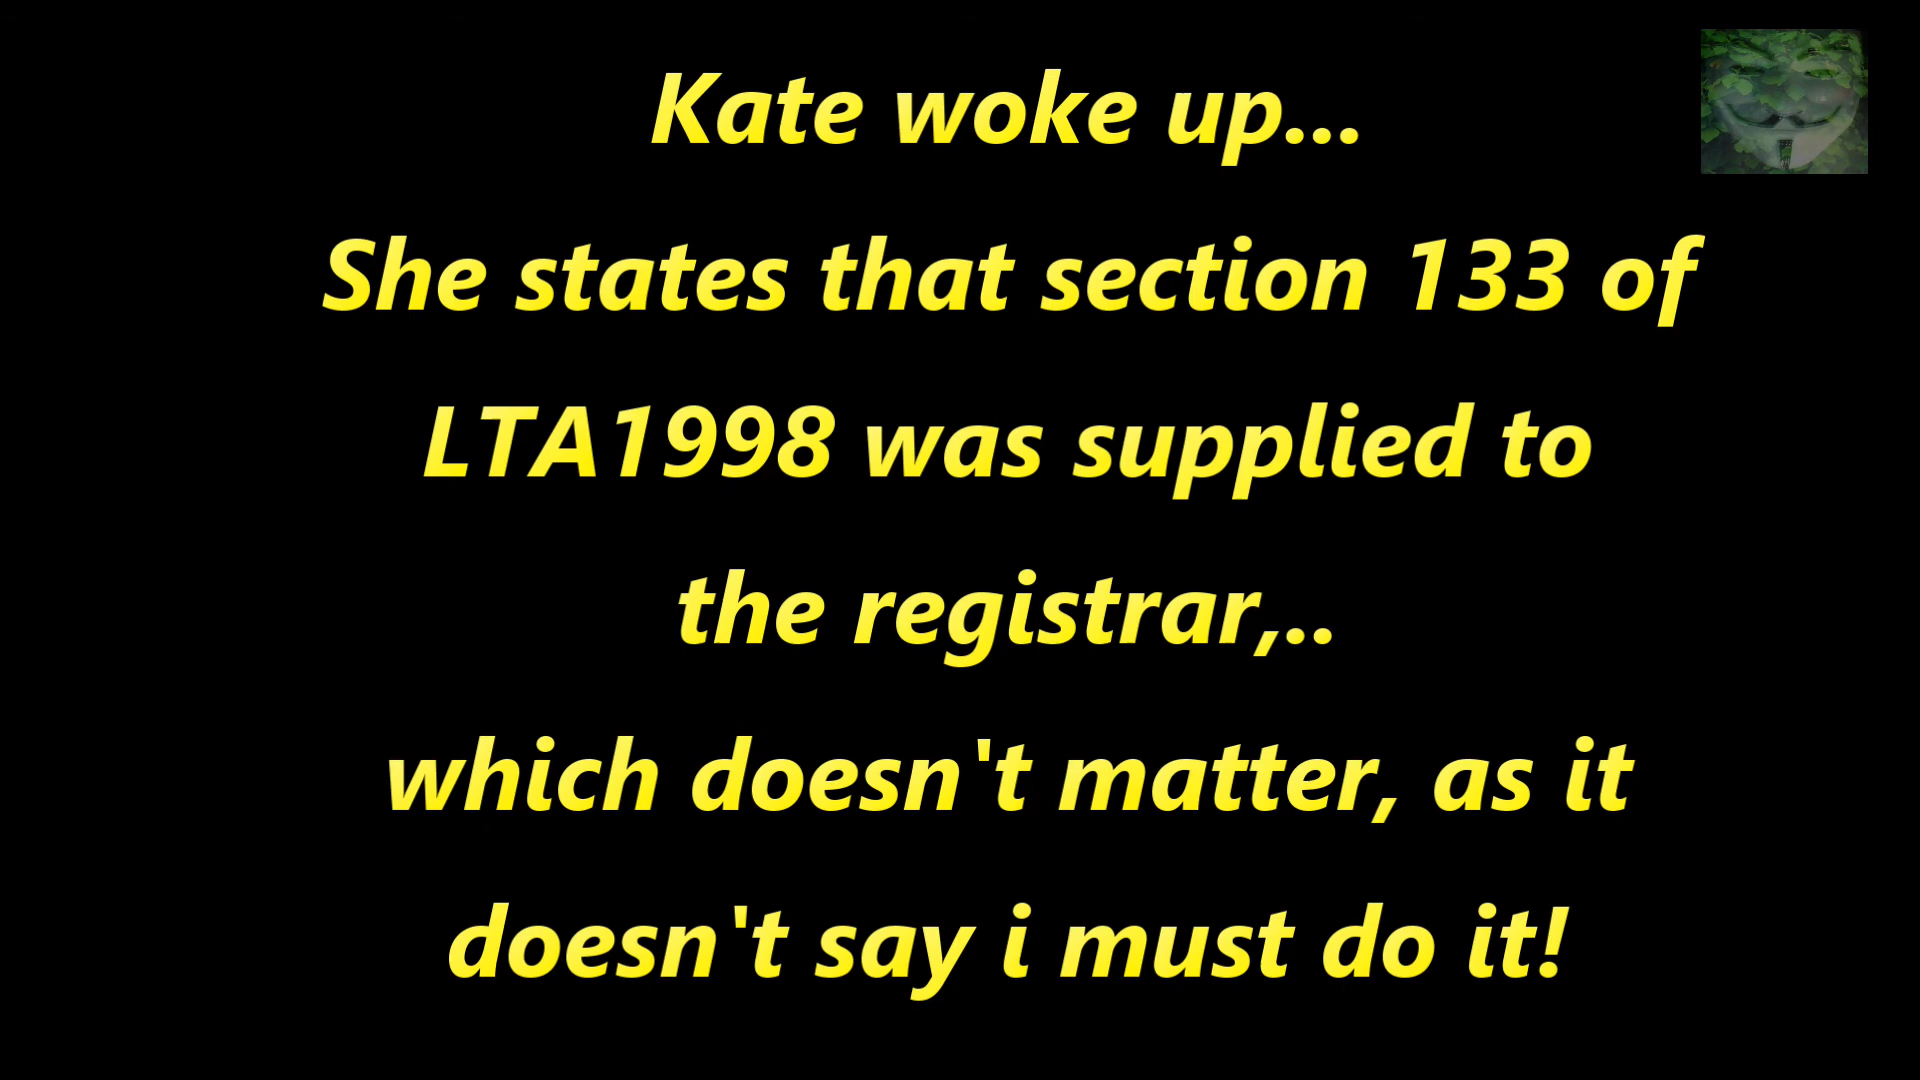 Kate woke up...
She states that section 133 of
LTA1998 was supplied to
the registrar,..
which doesn't matter, as it
doesn't say i must do it!